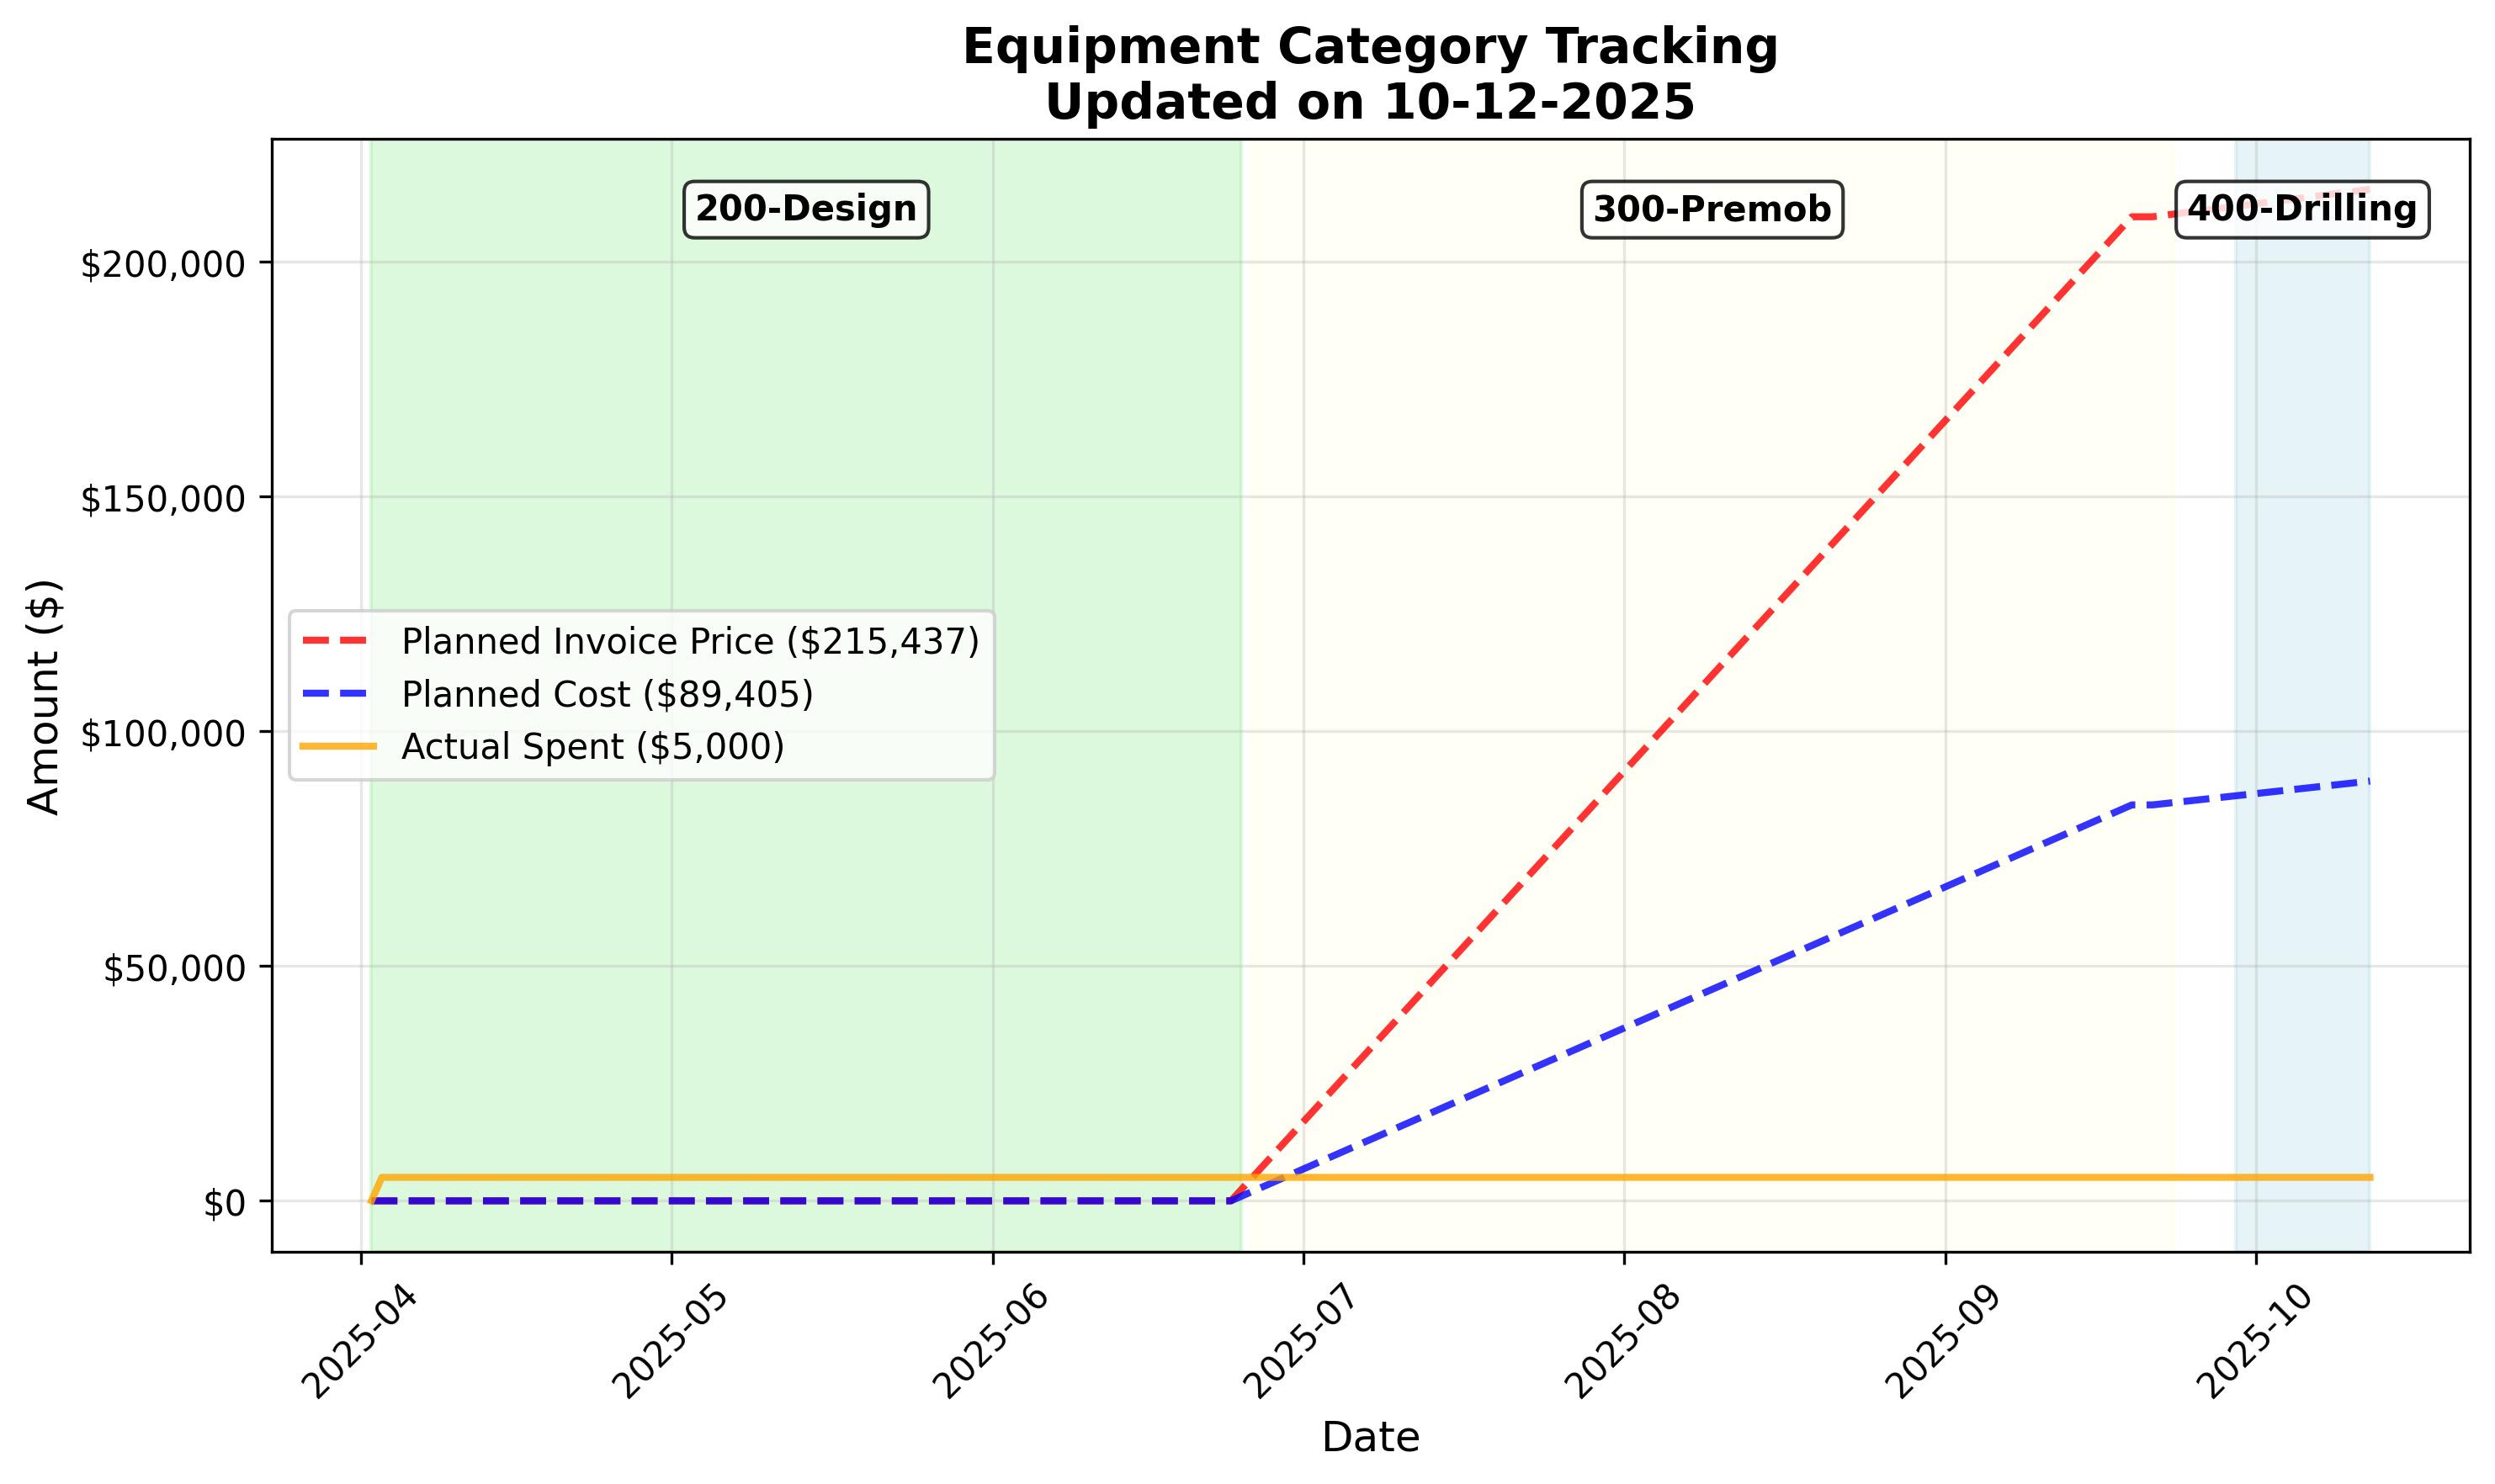 Equipment Category Tracking
Updated on 10-12-2025
200-Design
300-Premob
400-Drilling
$200,000
$150,000
$100,000
$50,000
$0
Amount ($)
Planned Invoice Price ($215,437)
Planned Cost ($89,405)
Actual Spent ($5,000)
2025-04
2025-05
2025-06
2025-07
2025-08
2025-09
2025-10
Date